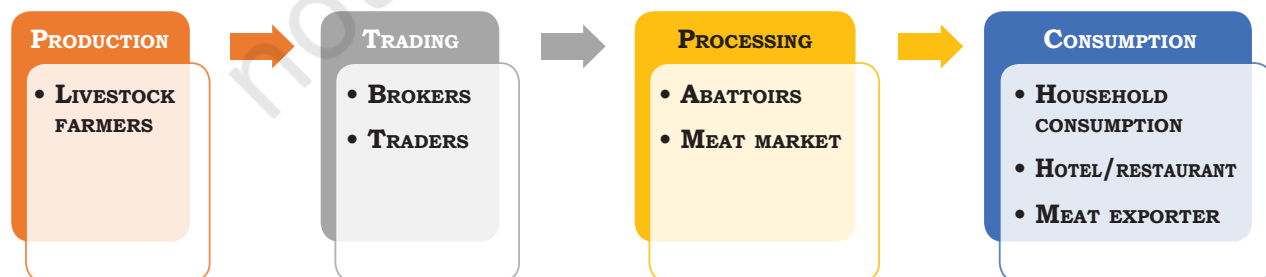 Production
• Livestock
farmers
Trading
• Brokers
• Traders
Processing
• Abattoirs
• Meat market
Consumption
• Household
consumption
• Hotel/restaurant
• Meat exporter